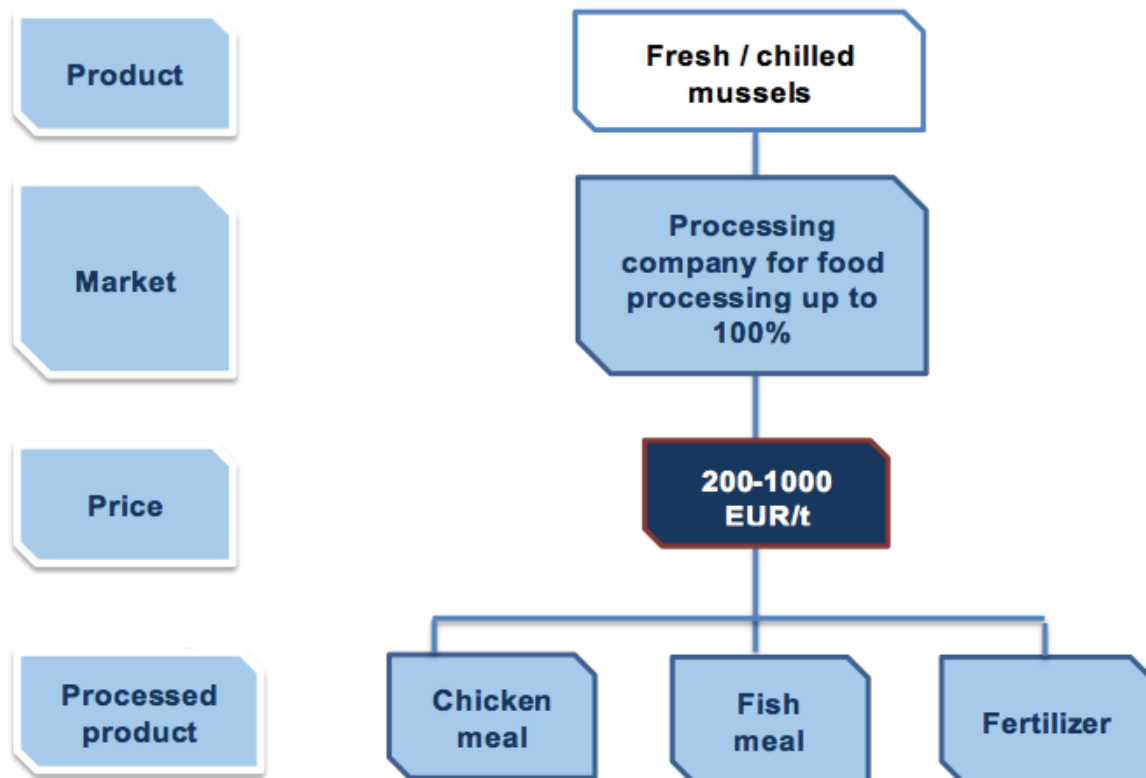 Product
Fresh / chilled
mussels
Market
Processing
company for food
processing up to
100%
Price
200-1000
EUR/t
Processed
product
Chicken
meal
Fish
meal
Fertilizer